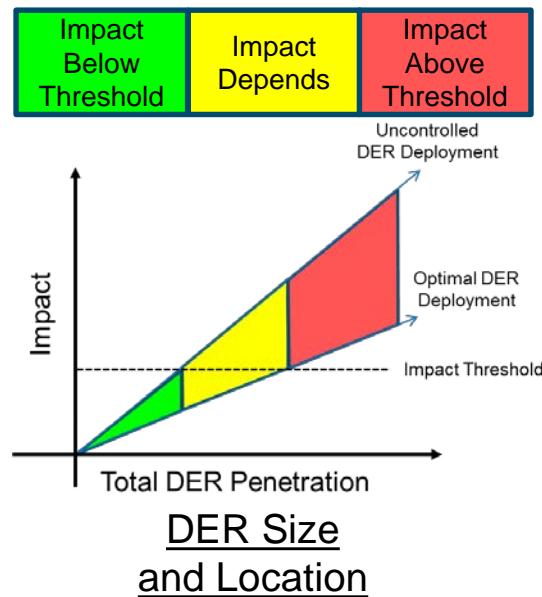 Impact
Below
Threshold
Impact
Depends
Impact
Above
Threshold
Uncontrolled
DER Deployment
Optimal DER
Deployment
Impact
Impact Threshold
Total DER Penetration
DER Size
and Location